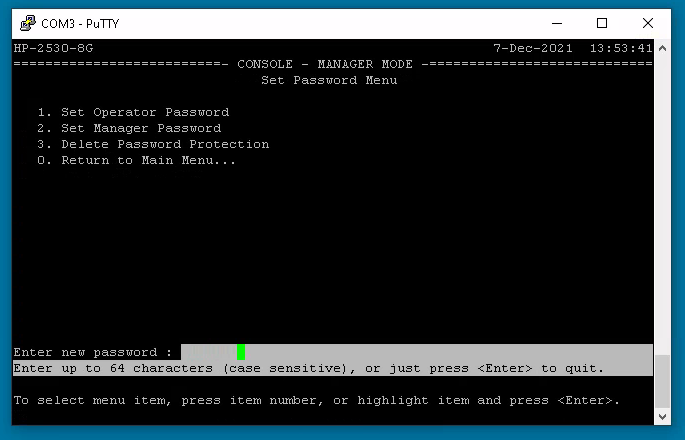 COM3 - PuTTY
HP-2530-8G 7-Dec-2021 13:53:41
==========================- CONSOLE - MANAGER MODE -============================
Set Password Menu
1. Set Operator Password
2. Set Manager Password
3. Delete Password Protection
0. Return to Main Menu...
Enter new password :
Enter up to 64 characters (case sensitive), or just press <Enter> to quit.
To select menu item, press item number, or highlight item and press <Enter>.